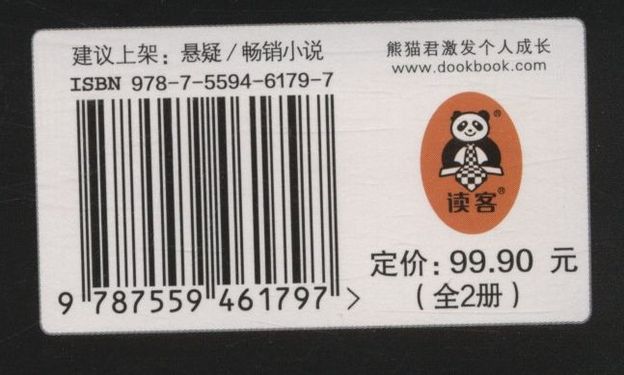 建议上架：悬疑/畅销小说
ISBN 978-7-5594-6179-7
9 787559 461797 >
熊猫君激发个人成长
www.dookbook.com
®
读客®
定价：99.90 元
（全2册）